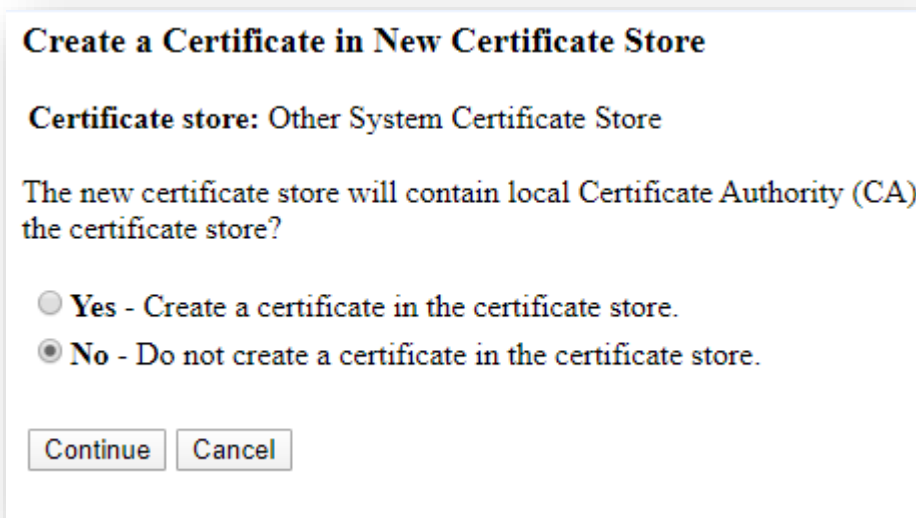 Create a Certificate in New Certificate Store
Certificate store: Other System Certificate Store
The new certificate store will contain local Certificate Authority (CA)
the certificate store?
Yes - Create a certificate in the certificate store.
No - Do not create a certificate in the certificate store.
Continue Cancel